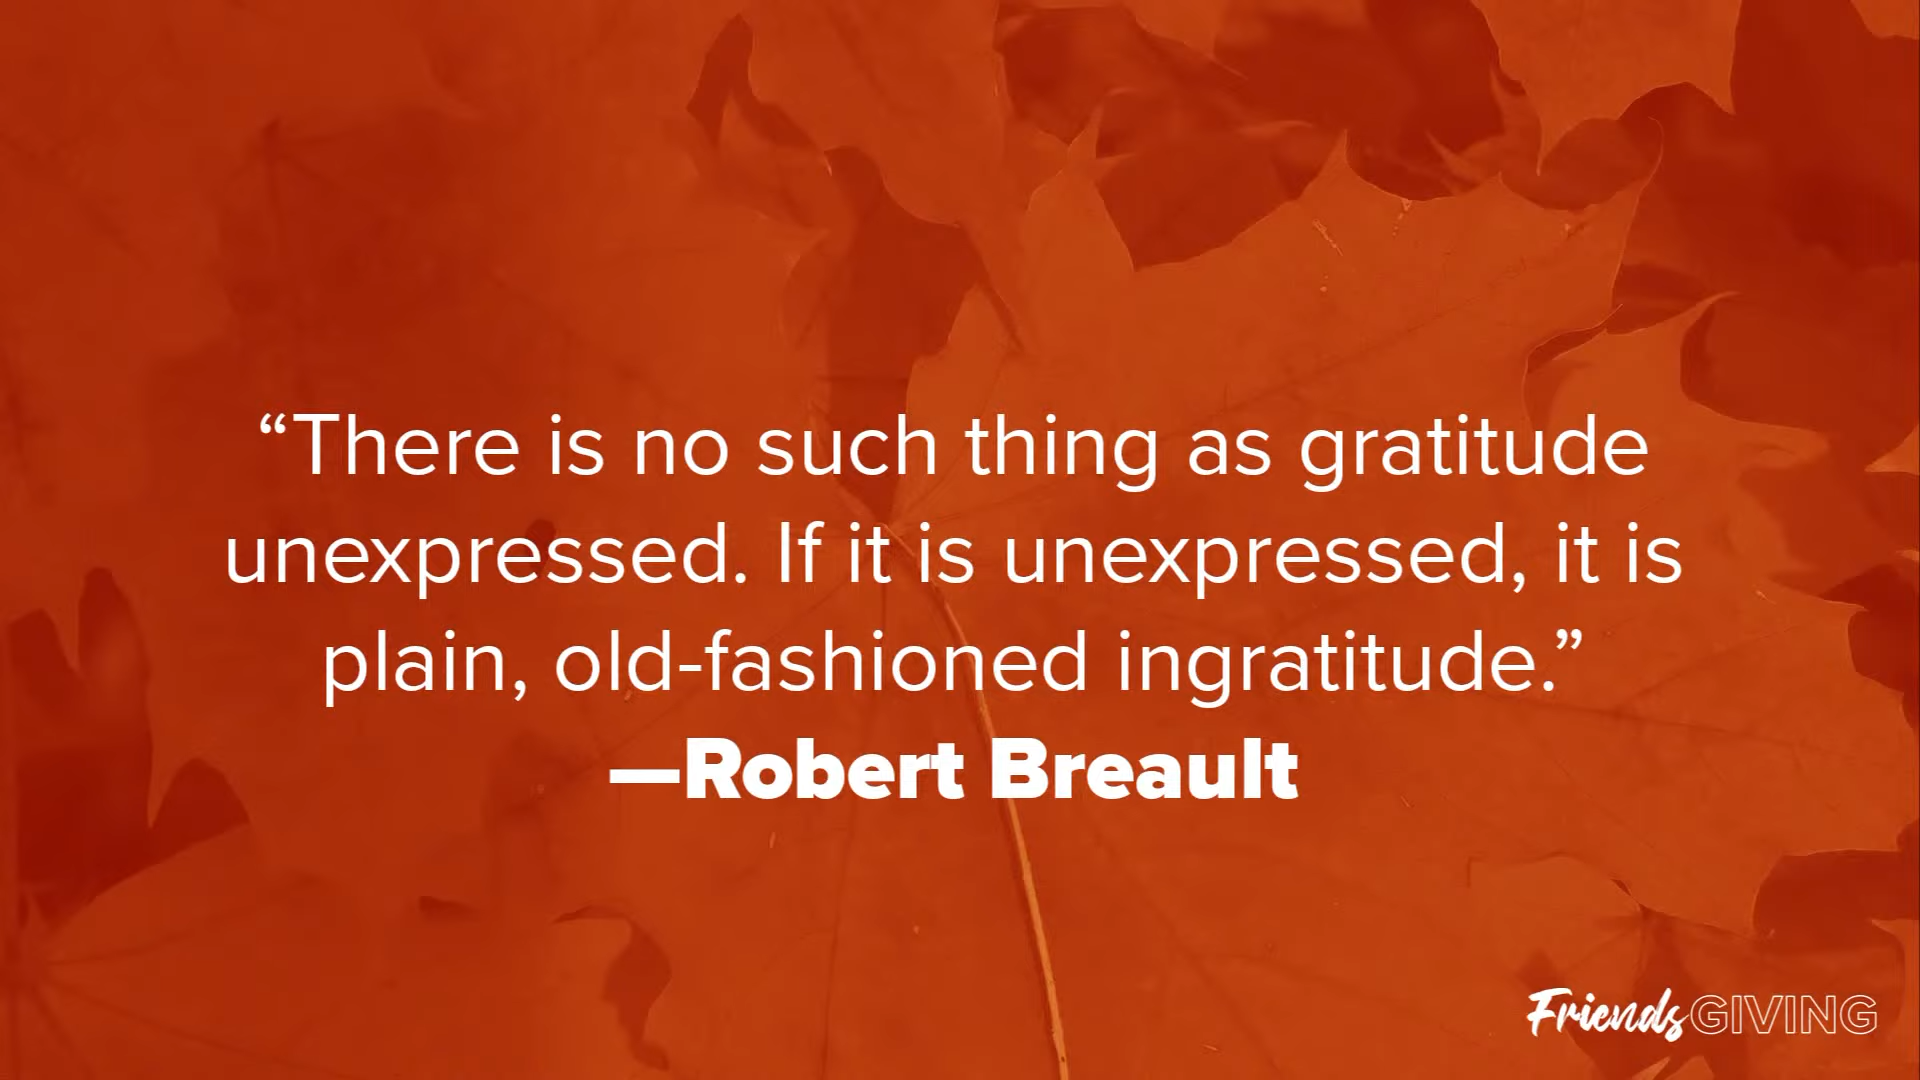 “There is no such thing as gratitude
unexpressed. If it is unexpressed, it is
plain, old-fashioned ingratitude.”
—Robert Breault
FriendsGIVING